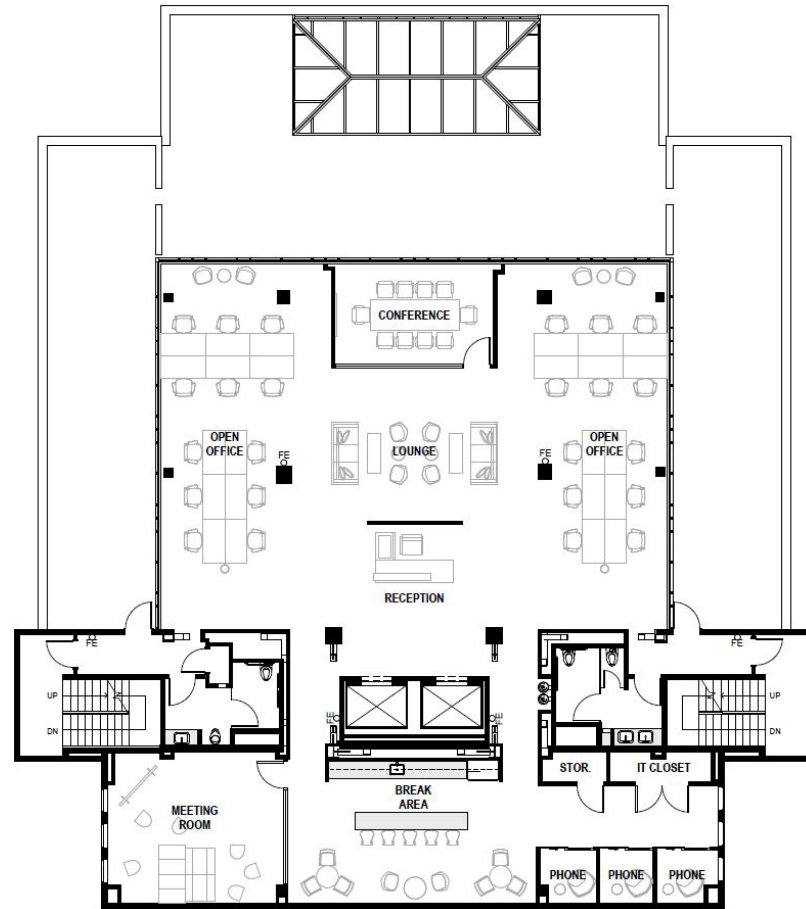 CONFERENCE
OPEN
OFFICE
FE
LOUNGE
FE
OPEN
OFFICE
RECEPTION
FE
FE
UP
DN
UP
DN
FE
FE
STOR.
IT CLOSET
BREAK
AREA
MEETING
ROOM
PHONE
PHONE
PHONE